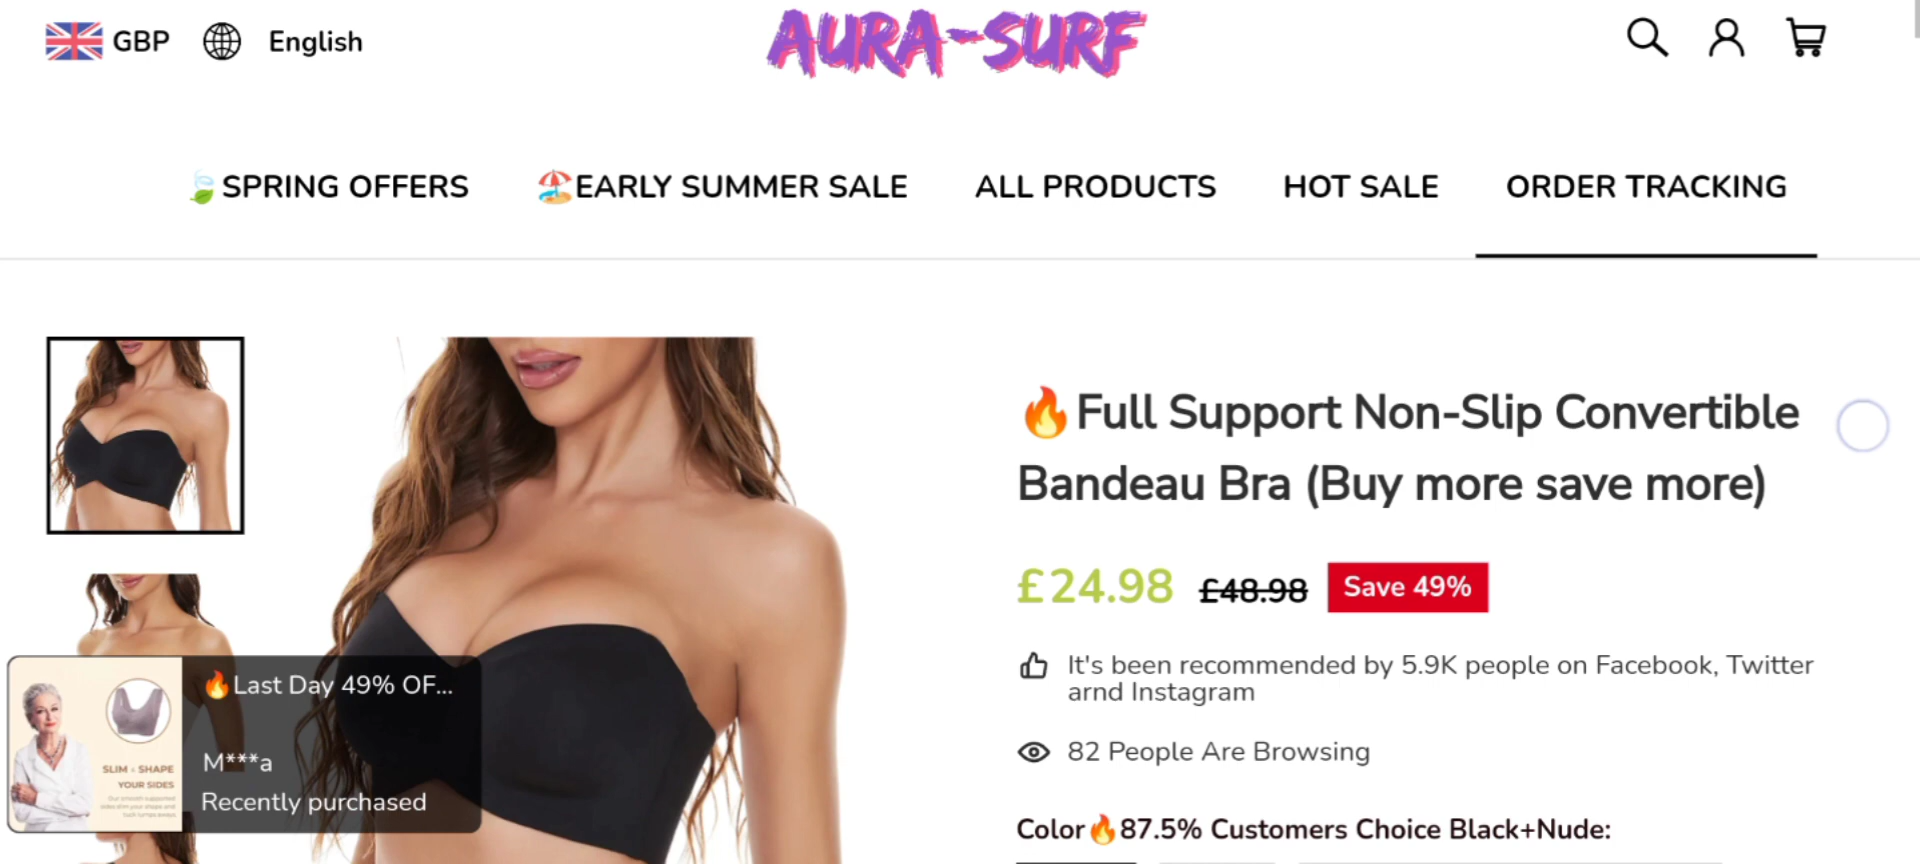 GBP
English
AURA-SURF
SPRING OFFERS
EARLY SUMMER SALE
ALL PRODUCTS
HOT SALE
ORDER TRACKING
Full Support Non-Slip Convertible
Bandeau Bra (Buy more save more)
£24.98 £48.98 Save 49%
It's been recommended by 5.9K people on Facebook, Twitter
arnd Instagram
82 People Are Browsing
Color🔥87.5% Customers Choice Black+Nude:
🔥Last Day 49% OF...
M***a
Recently purchased
SLIM & SHAPE
YOUR SIDES